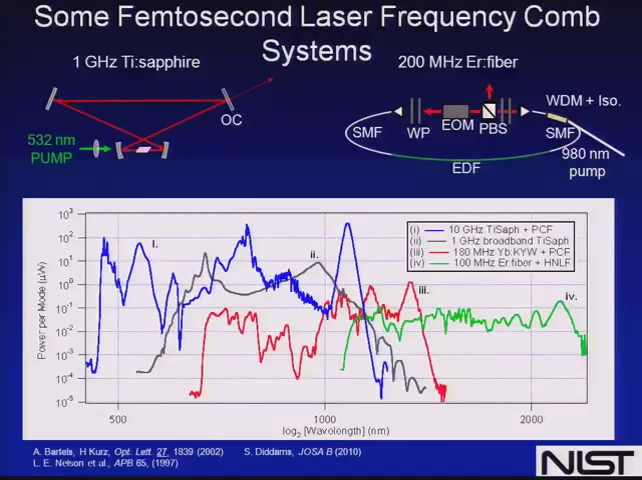 Some Femtosecond Laser Frequency Comb
Systems
1 GHz Ti:sapphire
200 MHz Er:fiber
OC
532 nm
PUMP
WDM + Iso.
SMF
WP
EOM
PBS
SMF
EDF
980 nm
pump
10³
10²
10¹
10⁰
10⁻¹
10⁻²
10⁻³
10⁻⁴
10⁻⁵
Power per Mode (μW)
i.
ii.
iii.
iv.
(i) 10 GHz TiSaph + PCF
(ii) 1 GHz broadband TiSaph
(iii) 180 MHz Yb:KYW + PCF
(iv) 100 MHz Er:fiber + HNLF
500
1000
2000
log₂ [Wavelength] (nm)
A. Bartels, H Kurz, Opt. Lett. 27, 1839 (2002)
S. Diddams, JOSA B (2010)
L. E. Nelson et al., APB 65, (1997)
NIST